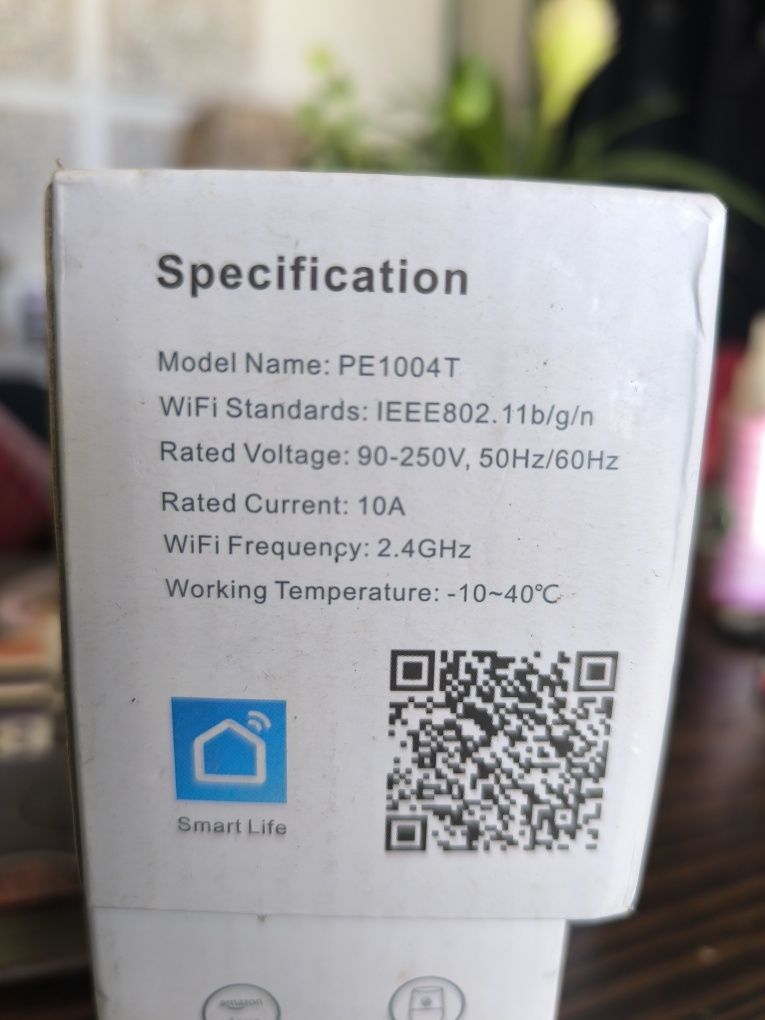 Specification
Model Name: PE1004T
WiFi Standards: IEEE802.11b/g/n
Rated Voltage: 90-250V, 50Hz/60Hz
Rated Current: 10A
WiFi Frequency: 2.4GHz
Working Temperature: -10~40℃
Smart Life
amazon